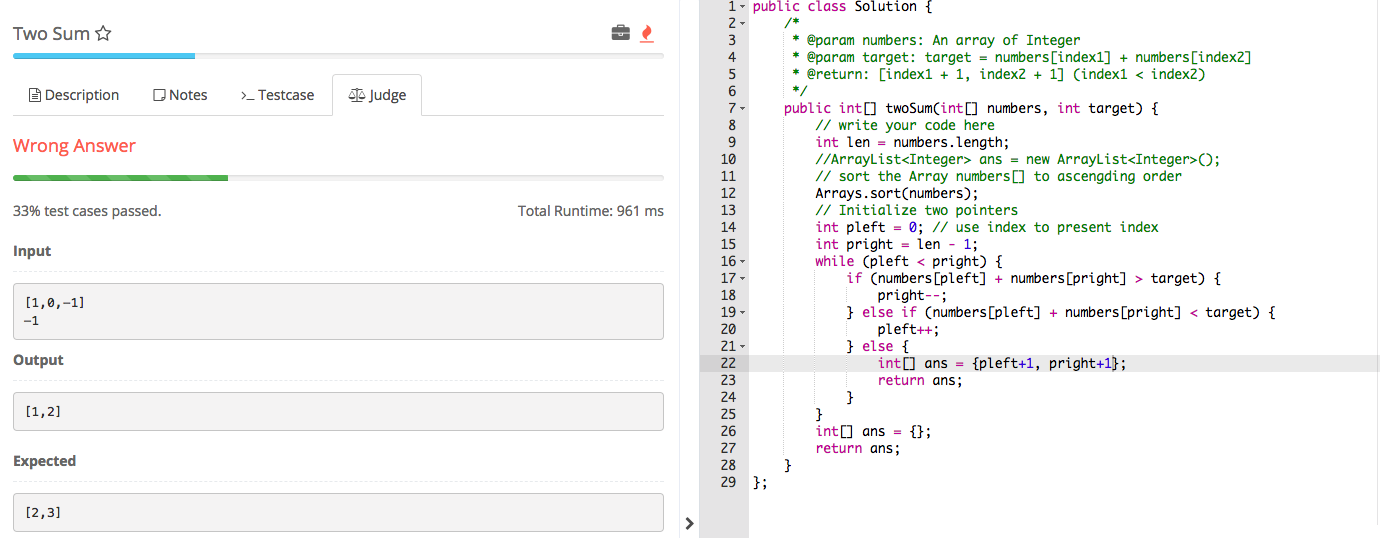 Two Sum
Description
Notes
>_ Testcase
Judge
Wrong Answer
33% test cases passed.
Total Runtime: 961 ms
Input
[1,0,−1]
−1
Output
[1,2]
Expected
[2,3]
1 public class Solution {
2     /*
3      * @param numbers: An array of Integer
4      * @param target: target = numbers[index1] + numbers[index2]
5      * @return: [index1 + 1, index2 + 1] (index1 < index2)
6      */
7     public int[] twoSum(int[] numbers, int target) {
8         // write your code here
9         int len = numbers.length;
10         //ArrayList<Integer> ans = new ArrayList<Integer>();
11         // sort the Array numbers[] to ascengding order
12         Arrays.sort(numbers);
13         // Initialize two pointers
14         int pleft = 0; // use index to present index
15         int pright = len - 1;
16         while (pleft < pright) {
17             if (numbers[pleft] + numbers[pright] > target) {
18                 pright--;
19             } else if (numbers[pleft] + numbers[pright] < target) {
20                 pleft++;
21             } else {
22                 int[] ans = {pleft+1, pright+1};
23                 return ans;
24             }
25         }
26         int[] ans = {};
27         return ans;
28     }
29 };